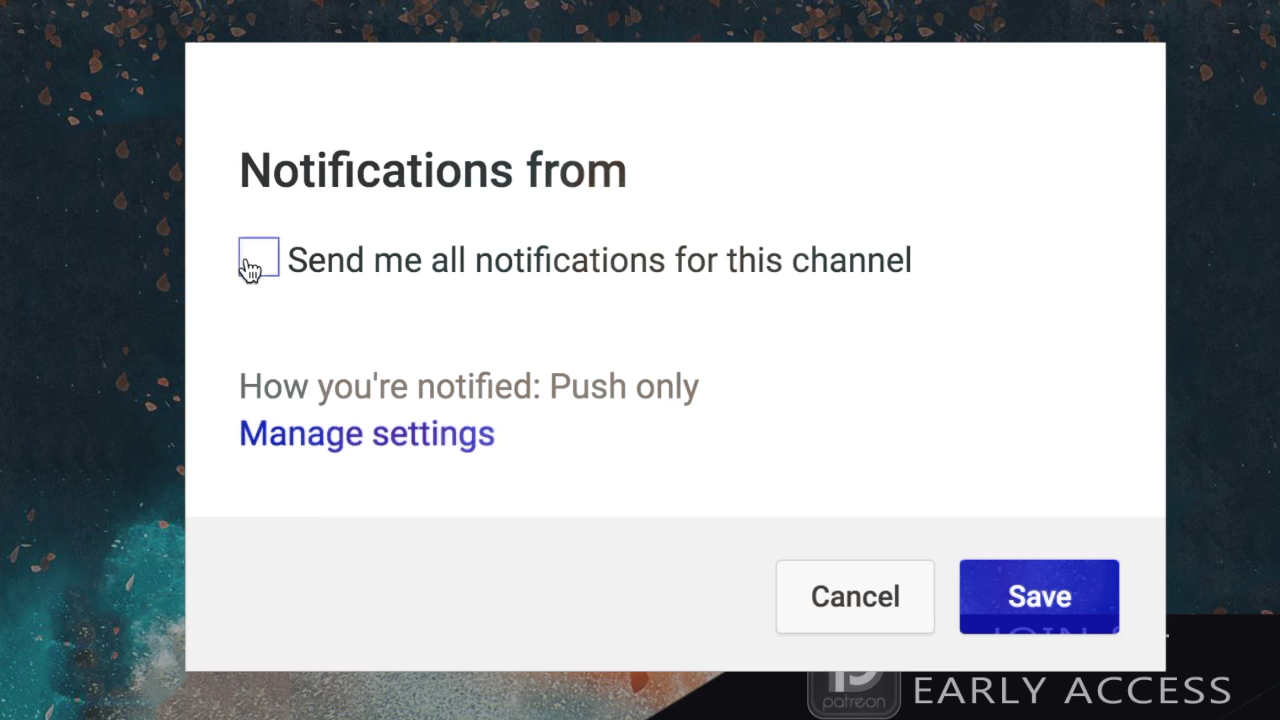 Notifications from
Send me all notifications for this channel
How you're notified: Push only
Manage settings
Cancel
Save
JOIN
patreon
EARLY ACCESS